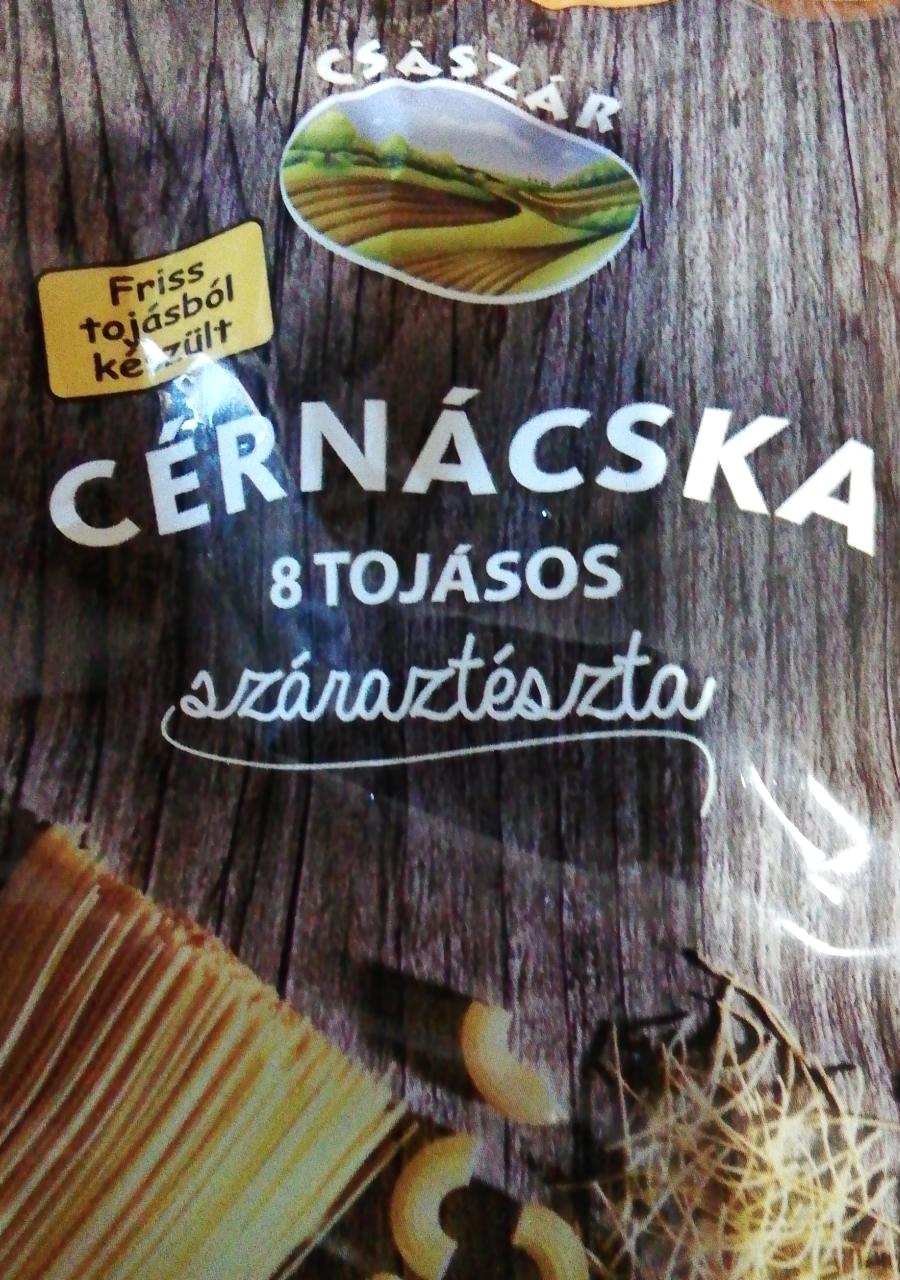 CSÁSZÁR
Friss
tojásból
készült
CÉRNÁCSKA
8 TOJÁSOS
száraztészta